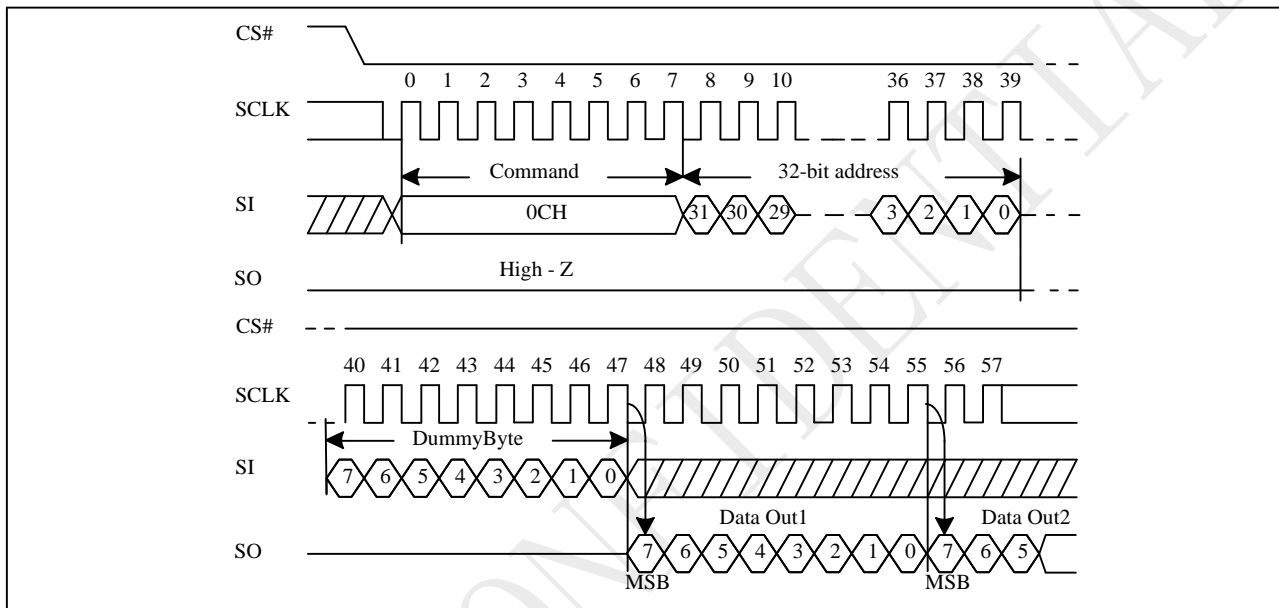 CS#
0 1 2 3 4 5 6 7 8 9 10 36 37 38 39
SCLK
Command 32-bit address
SI 0CH 31 30 29 3 2 1 0
High - Z
SO
CS#
40 41 42 43 44 45 46 47 48 49 50 51 52 53 54 55 56 57
SCLK
DummyByte
SI 7 6 5 4 3 2 1 0
Data Out1 Data Out2
SO 7 6 5 4 3 2 1 0 7 6 5
MSB MSB